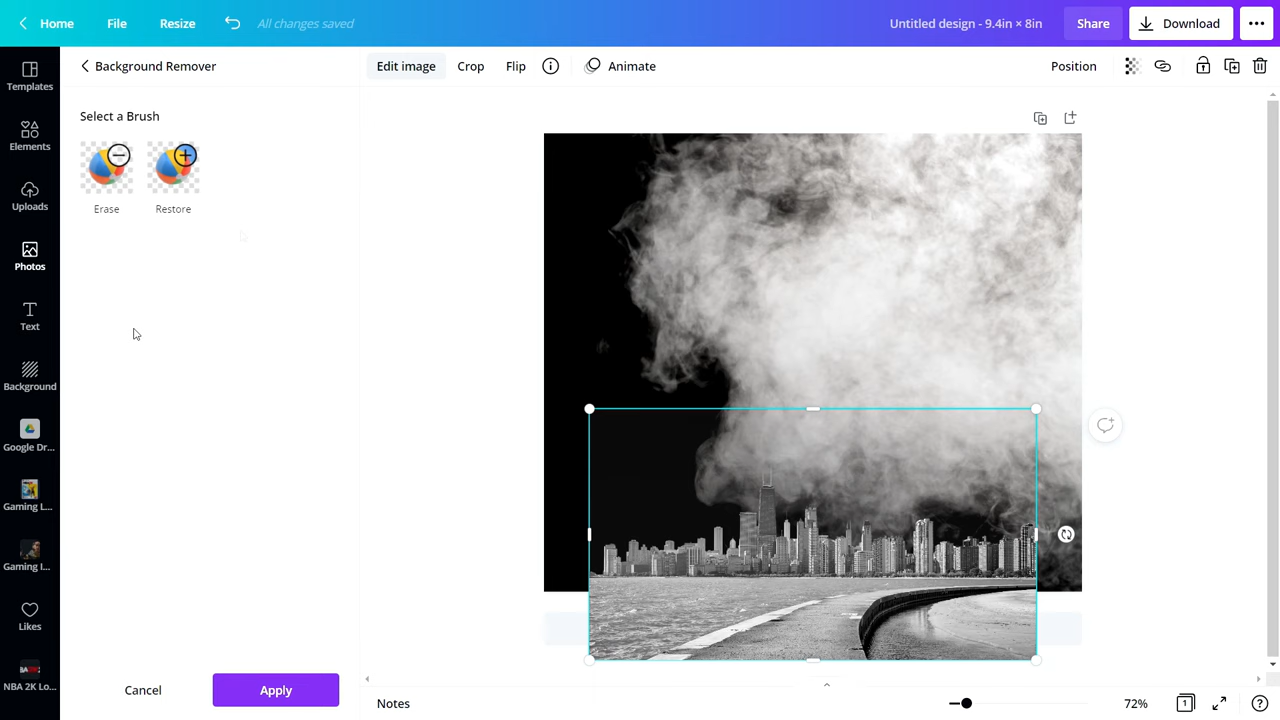 Home File Resize All changes saved Untitled design - 9.4in × 8in Share Download
Templates
Elements
Uploads
Photos
Text
Background
Google Dr...
Gaming L...
Gaming I...
Likes
NBA 2K Lo...
Background Remover
Select a Brush
Erase Restore
Cancel Apply
Edit image Crop Flip Animate Position
Notes 72% 1